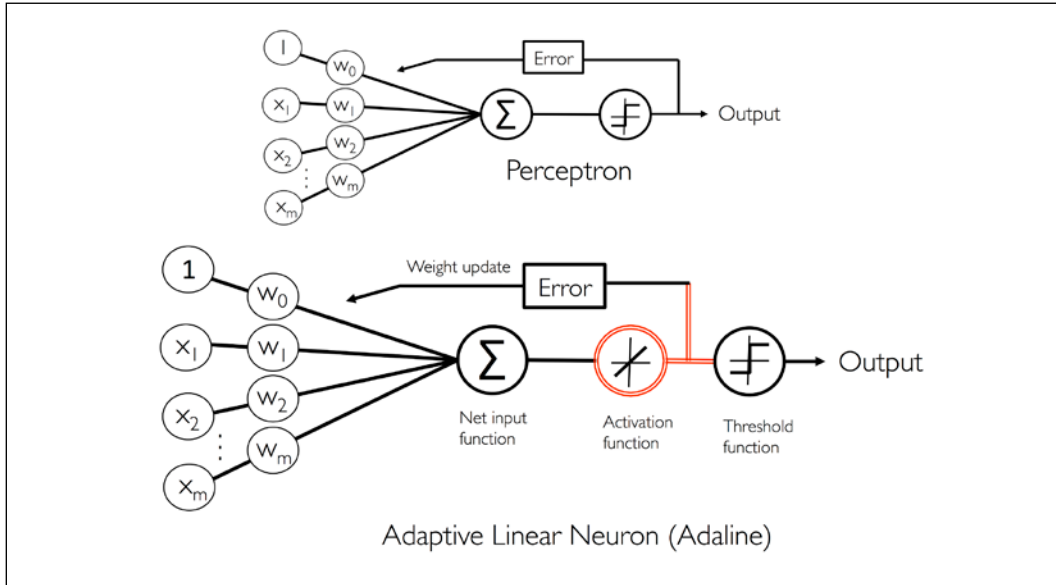 1
w0
Error
x1
w1
Σ
Output
x2
w2
Perceptron
wm
xm
1
Weight update
Error
w0
x1
w1
Σ
Output
x2
w2
Net input
function
Activation
function
Threshold
function
wm
xm
Adaptive Linear Neuron (Adaline)